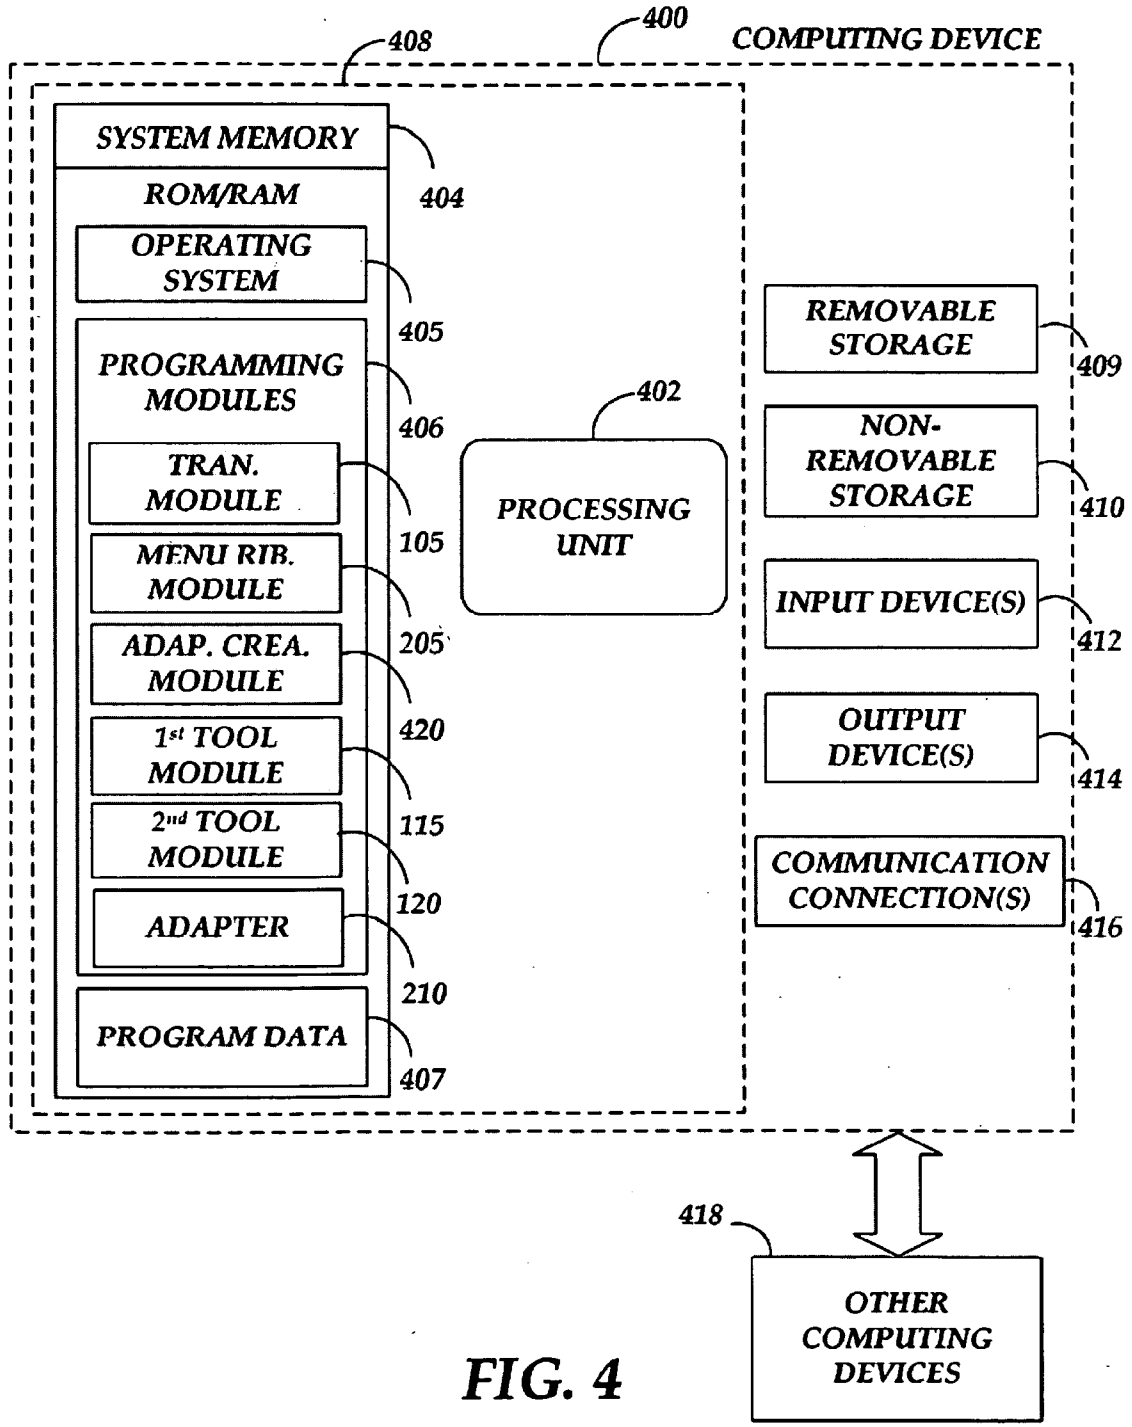 400
COMPUTING DEVICE
408
SYSTEM MEMORY
404
ROM/RAM
OPERATING
SYSTEM
405
PROGRAMMING
MODULES
406
TRAN.
MODULE
105
MENU RIB.
MODULE
205
ADAP. CREA.
MODULE
420
1st TOOL
MODULE
115
2nd TOOL
MODULE
120
ADAPTER
210
PROGRAM DATA
407
402
PROCESSING
UNIT
REMOVABLE
STORAGE
409
NON-
REMOVABLE
STORAGE
410
INPUT DEVICE(S)
412
OUTPUT
DEVICE(S)
414
COMMUNICATION
CONNECTION(S)
416
418
OTHER
COMPUTING
DEVICES
FIG. 4